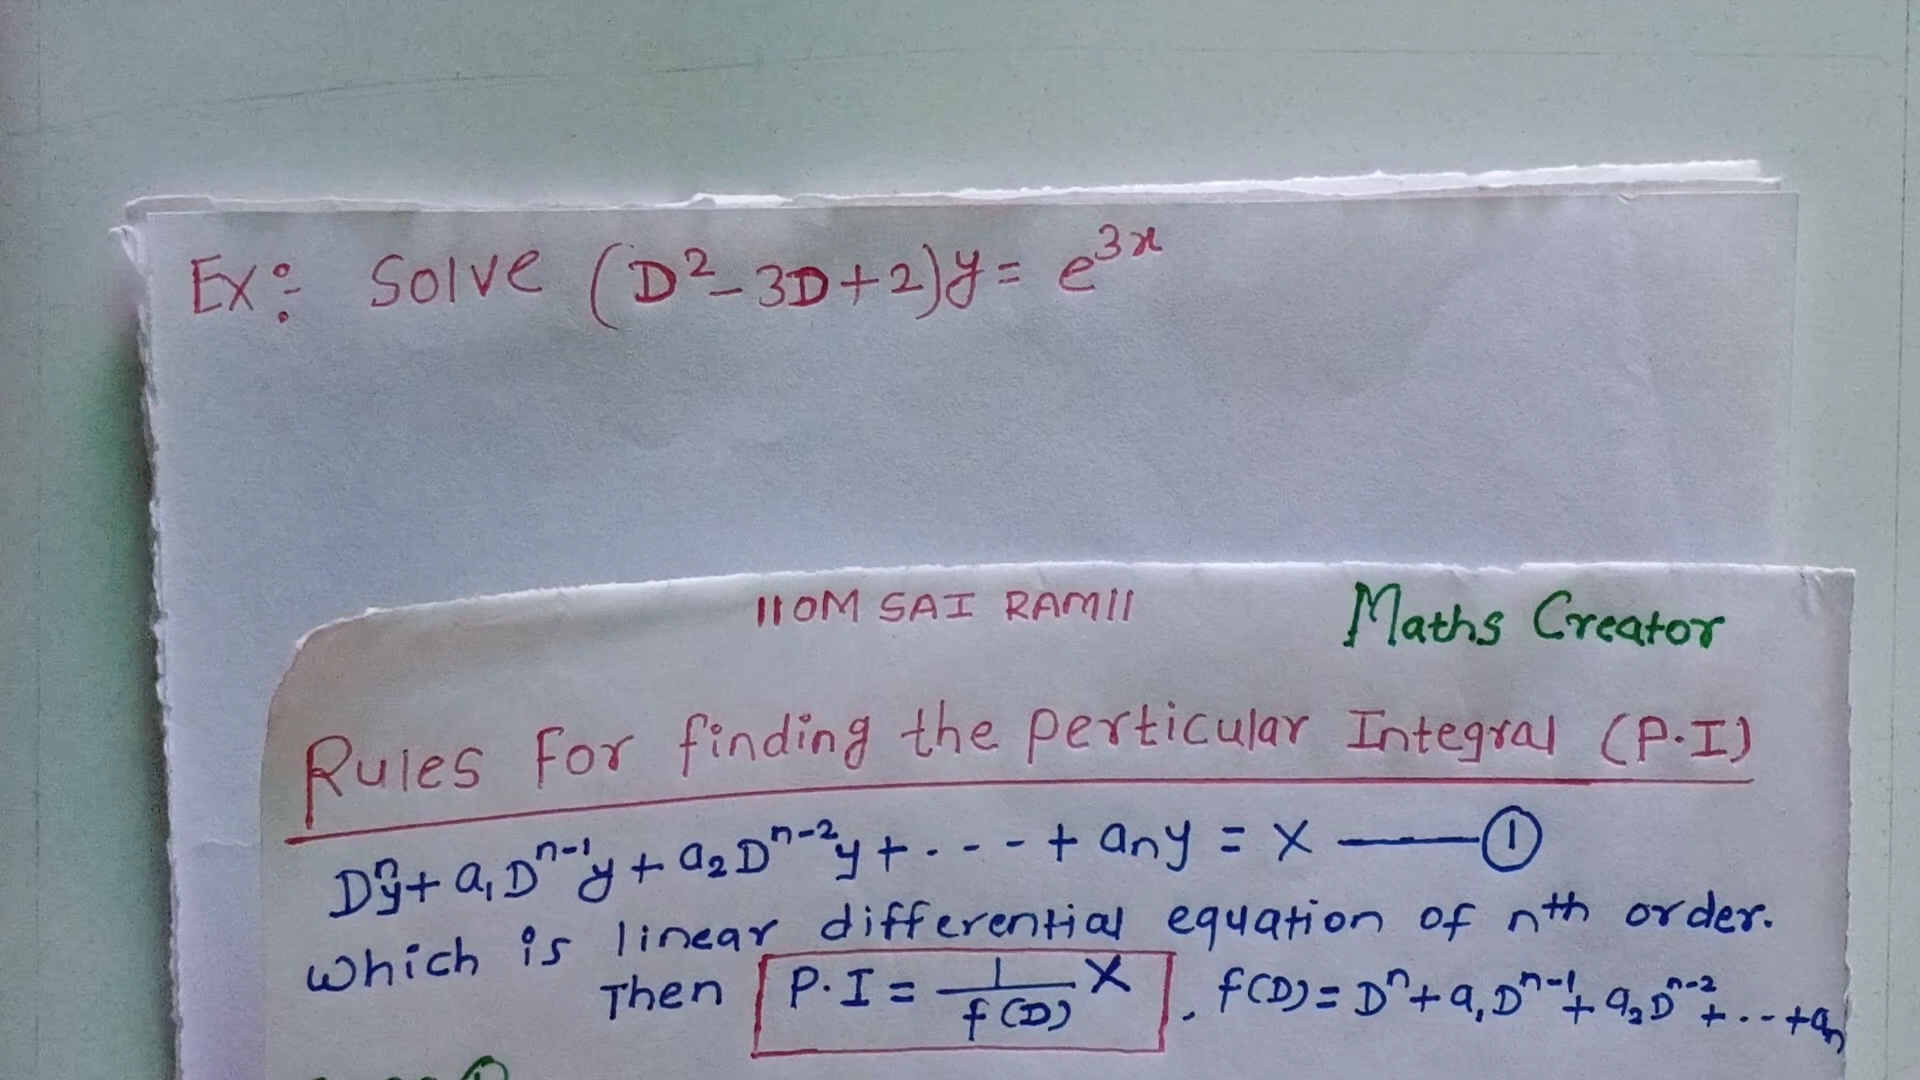 Ex: Solve (D²-3D+2)y = e³ˣ
||OM SAI RAM||
Maths Creator
Rules for finding the perticular Integral (P.I)
Dⁿy + a₁Dⁿ⁻¹y + a₂Dⁿ⁻²y + - - - + aₙy = X —— ①
which is linear differential equation of nth order.
Then P.I = 1/f(D) X , f(D) = Dⁿ + a₁Dⁿ⁻¹ + a₂Dⁿ⁻² + - - + aₙ